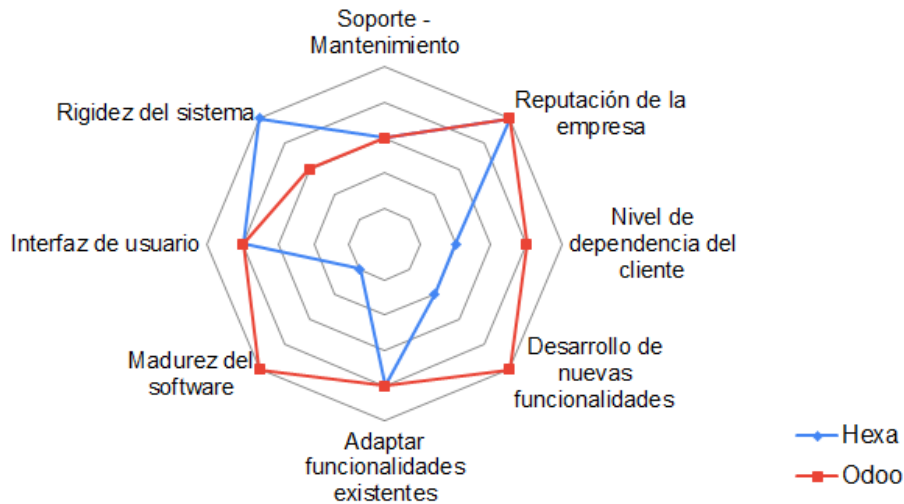 Soporte -
Mantenimiento
Reputación de la
empresa
Nivel de
dependencia del
cliente
Desarrollo de
nuevas
funcionalidades
Adaptar
funcionalidades
existentes
Madurez del
software
Interfaz de usuario
Rigidez del sistema
Hexa
Odoo